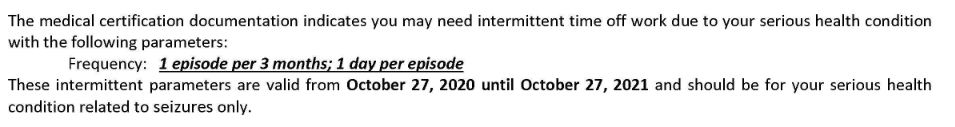 The medical certification documentation indicates you may need intermittent time off work due to your serious health condition
with the following parameters:
Frequency: 1 episode per 3 months; 1 day per episode
These intermittent parameters are valid from October 27, 2020 until October 27, 2021 and should be for your serious health
condition related to seizures only.